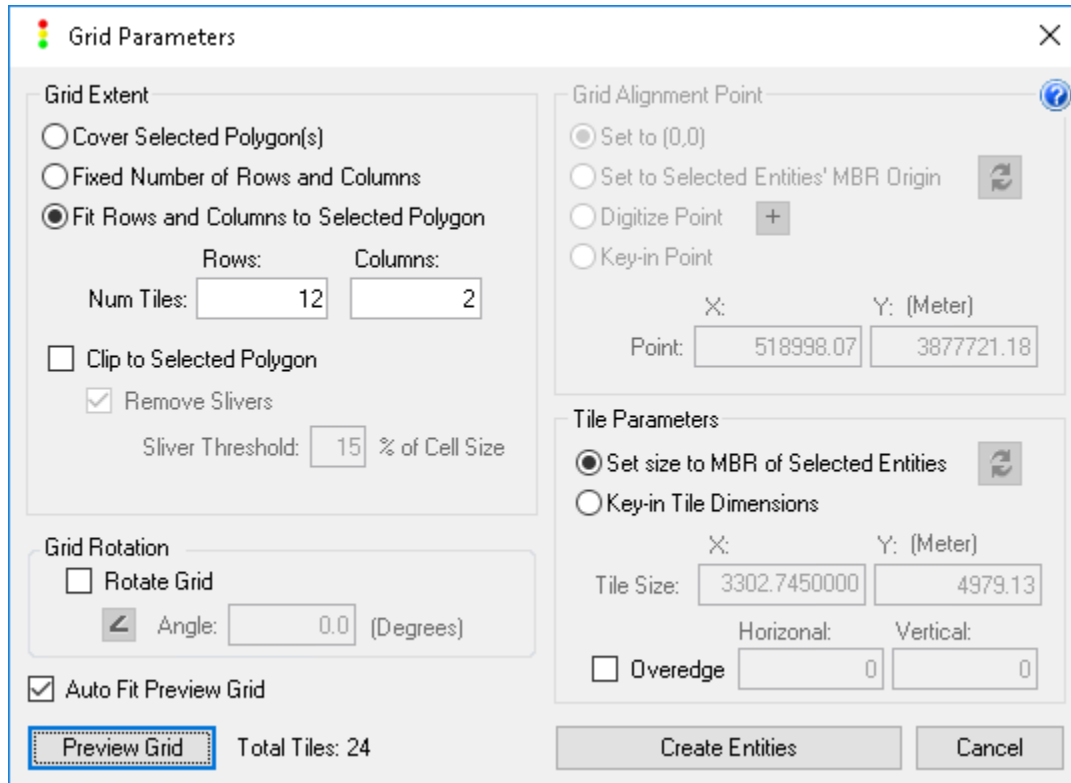 Grid Parameters
Grid Extent
Cover Selected Polygon(s)
Fixed Number of Rows and Columns
Fit Rows and Columns to Selected Polygon
Rows: Columns:
Num Tiles: 12 2
Clip to Selected Polygon
Remove Slivers
Sliver Threshold: 15 % of Cell Size
Grid Rotation
Rotate Grid
Angle: 0.0 (Degrees)
Auto Fit Preview Grid
Preview Grid Total Tiles: 24
Grid Alignment Point
?
Set to (0,0)
Set to Selected Entities' MBR Origin
Digitize Point +
Key-in Point
X: Y: (Meter)
Point: 518998.07 3877721.18
Tile Parameters
Set size to MBR of Selected Entities
Key-in Tile Dimensions
X: Y: (Meter)
Tile Size: 3302.7450000 4979.13
Horizonal: Vertical:
Overedge 0 0
Create Entities Cancel